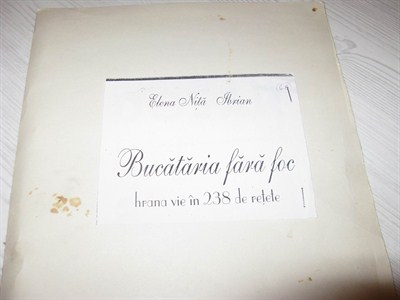 Elena Niță Ibrian
Bucătăria fără foc
hrana vie în 238 de rețete